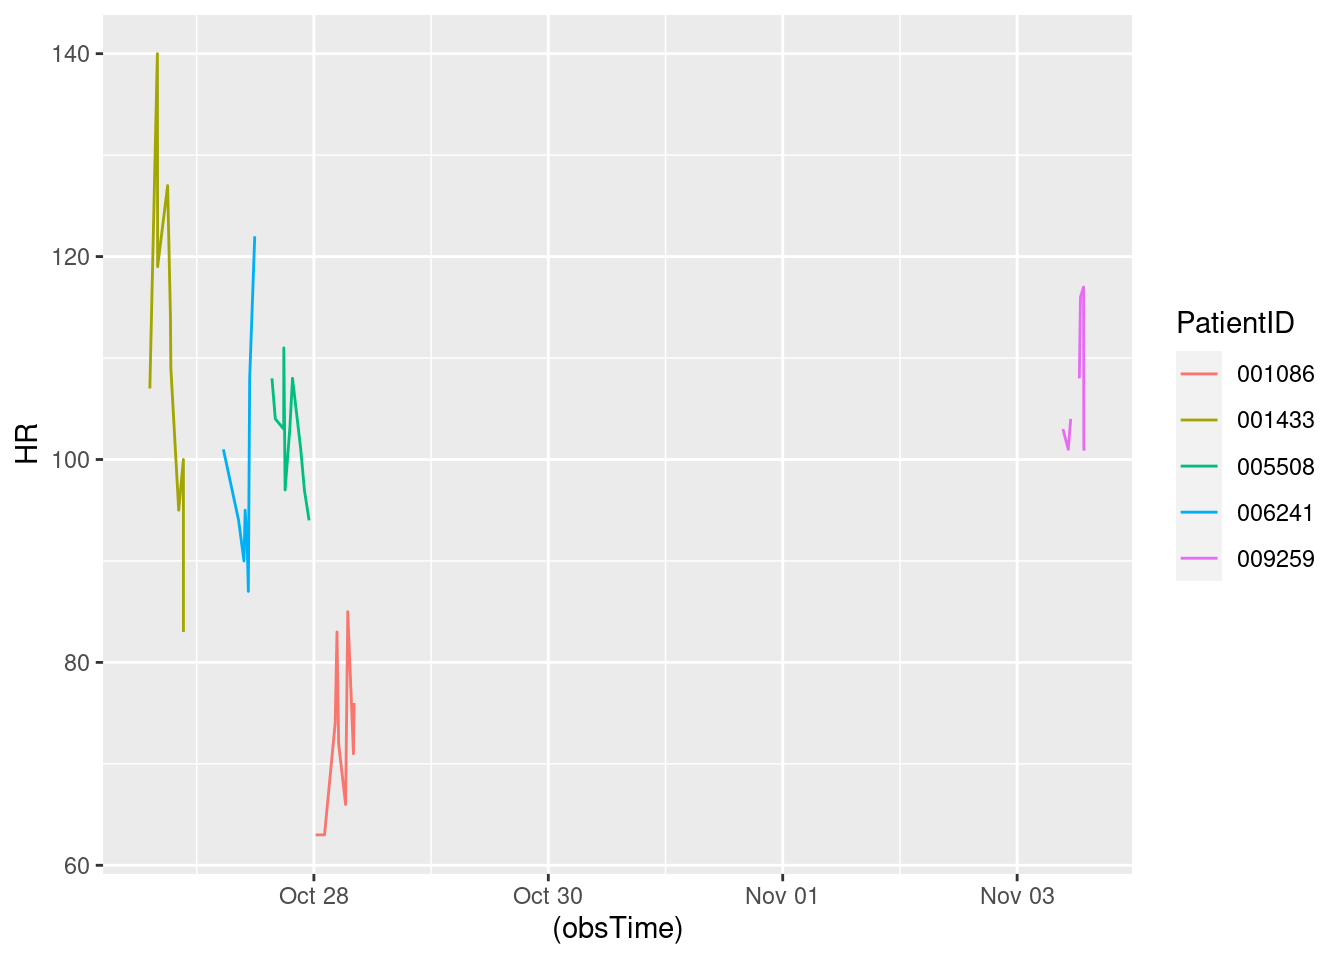 140
120
100
80
60
HR
Oct 28
Oct 30
Nov 01
Nov 03
(obsTime)
PatientID
001086
001433
005508
006241
009259